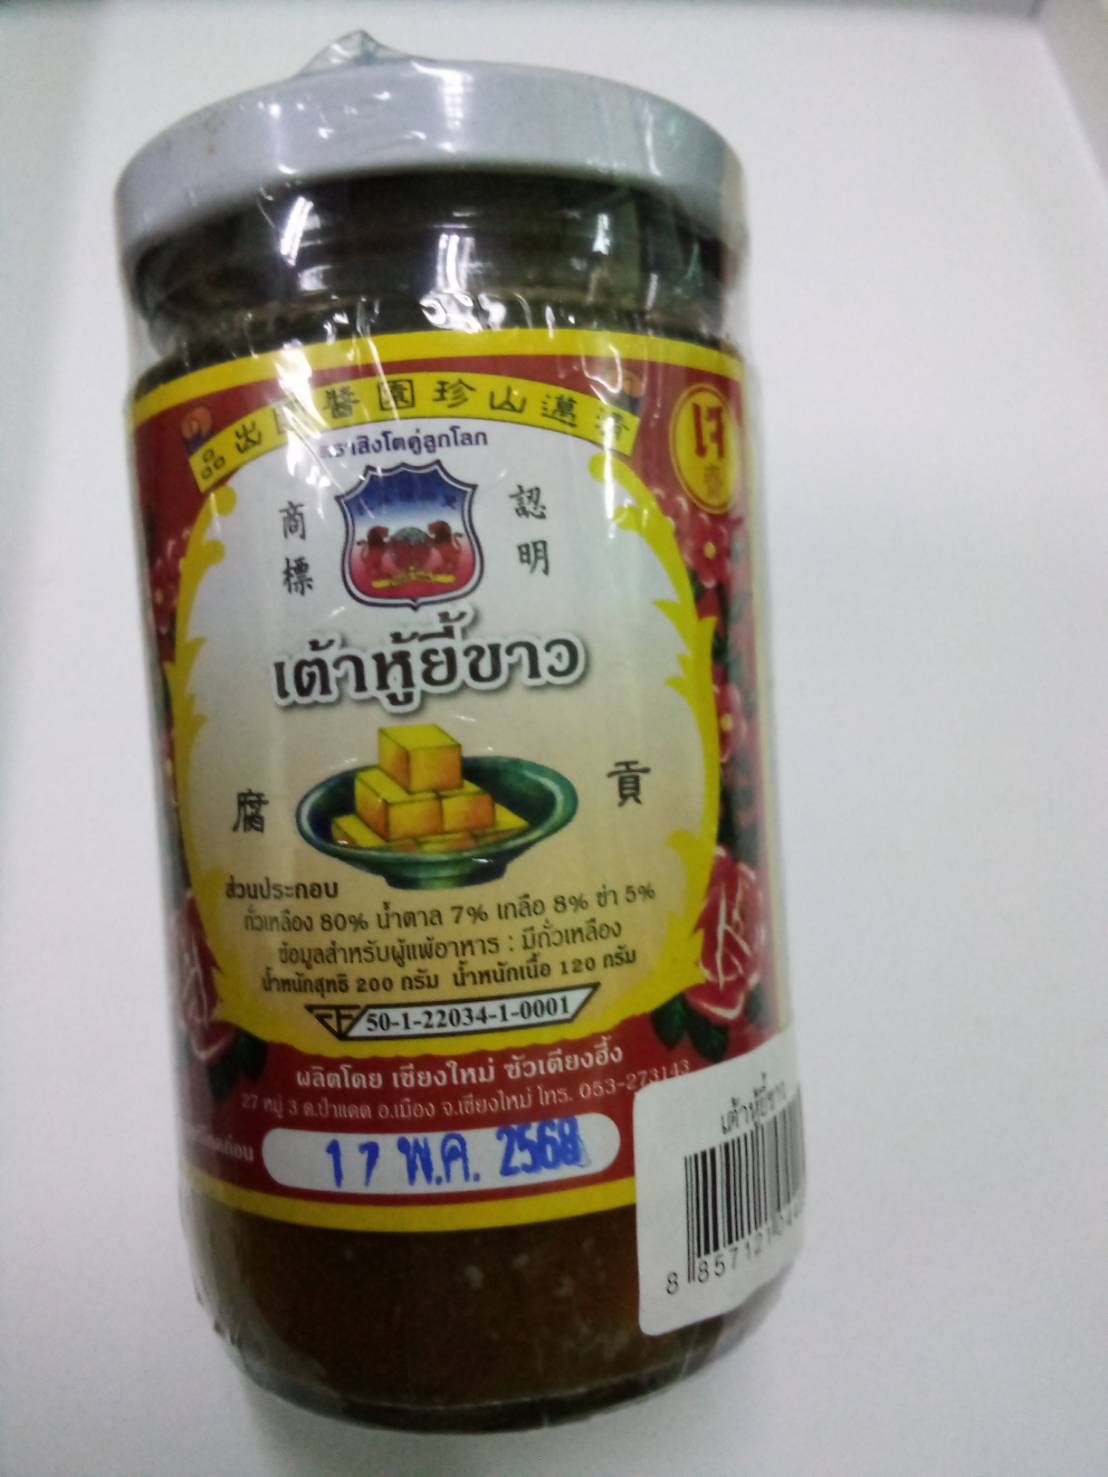 品出園醬園珍山邁清
ตราสิงโตคู่ลูกโลก
เจ
齋
商標
認明
เต้าหู้ยี้ขาว
腐
貢
ส่วนประกอบ
ถั่วเหลือง 80% น้ำตาล 7% เกลือ 8% ข่า 5%
ข้อมูลสำหรับผู้แพ้อาหาร : มีถั่วเหลือง
น้ำหนักสุทธิ 200 กรัม น้ำหนักเนื้อ 120 กรัม
50-1-22034-1-0001
ผลิตโดย เชียงใหม่ ซัวเตียงฮึ้ง
27 หมู่ 3 ต.ป่าแดด อ.เมือง จ.เชียงใหม่ โทร. 053-273143
17 พ.ค. 2568
เต้าหู้ยี้ขาว
8 857121